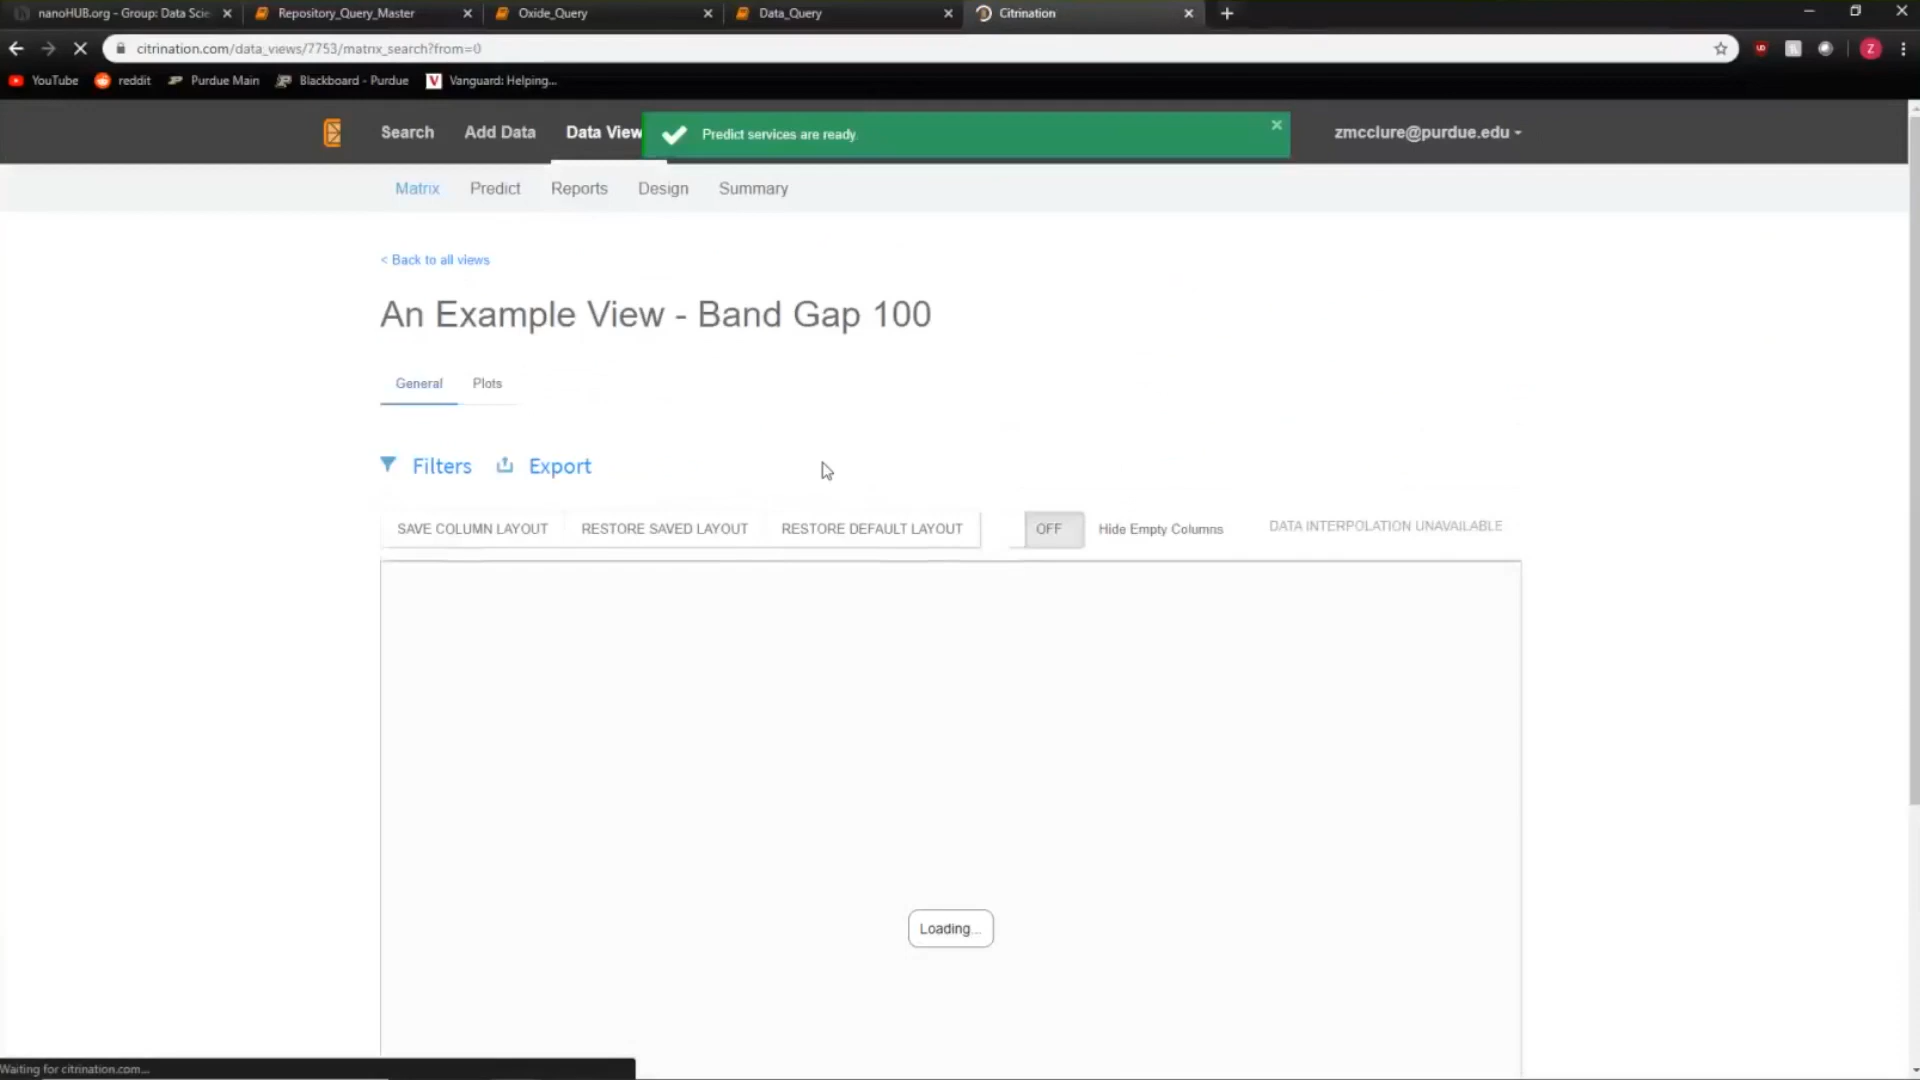 nanoHUB.org - Group: Data Scie
Repository_Query_Master
Oxide_Query
Data_Query
Citrination
citrination.com/data_views/7753/matrix_search?from=0
Z
YouTube
reddit
Purdue Main
Blackboard - Purdue
Vanguard: Helping...
Search
Add Data
Data View
Predict services are ready.
zmcclure@purdue.edu
Matrix
Predict
Reports
Design
Summary
< Back to all views
An Example View - Band Gap 100
General
Plots
Filters
Export
SAVE COLUMN LAYOUT
RESTORE SAVED LAYOUT
RESTORE DEFAULT LAYOUT
OFF
Hide Empty Columns
DATA INTERPOLATION UNAVAILABLE
Loading...
Waiting for citrination.com...